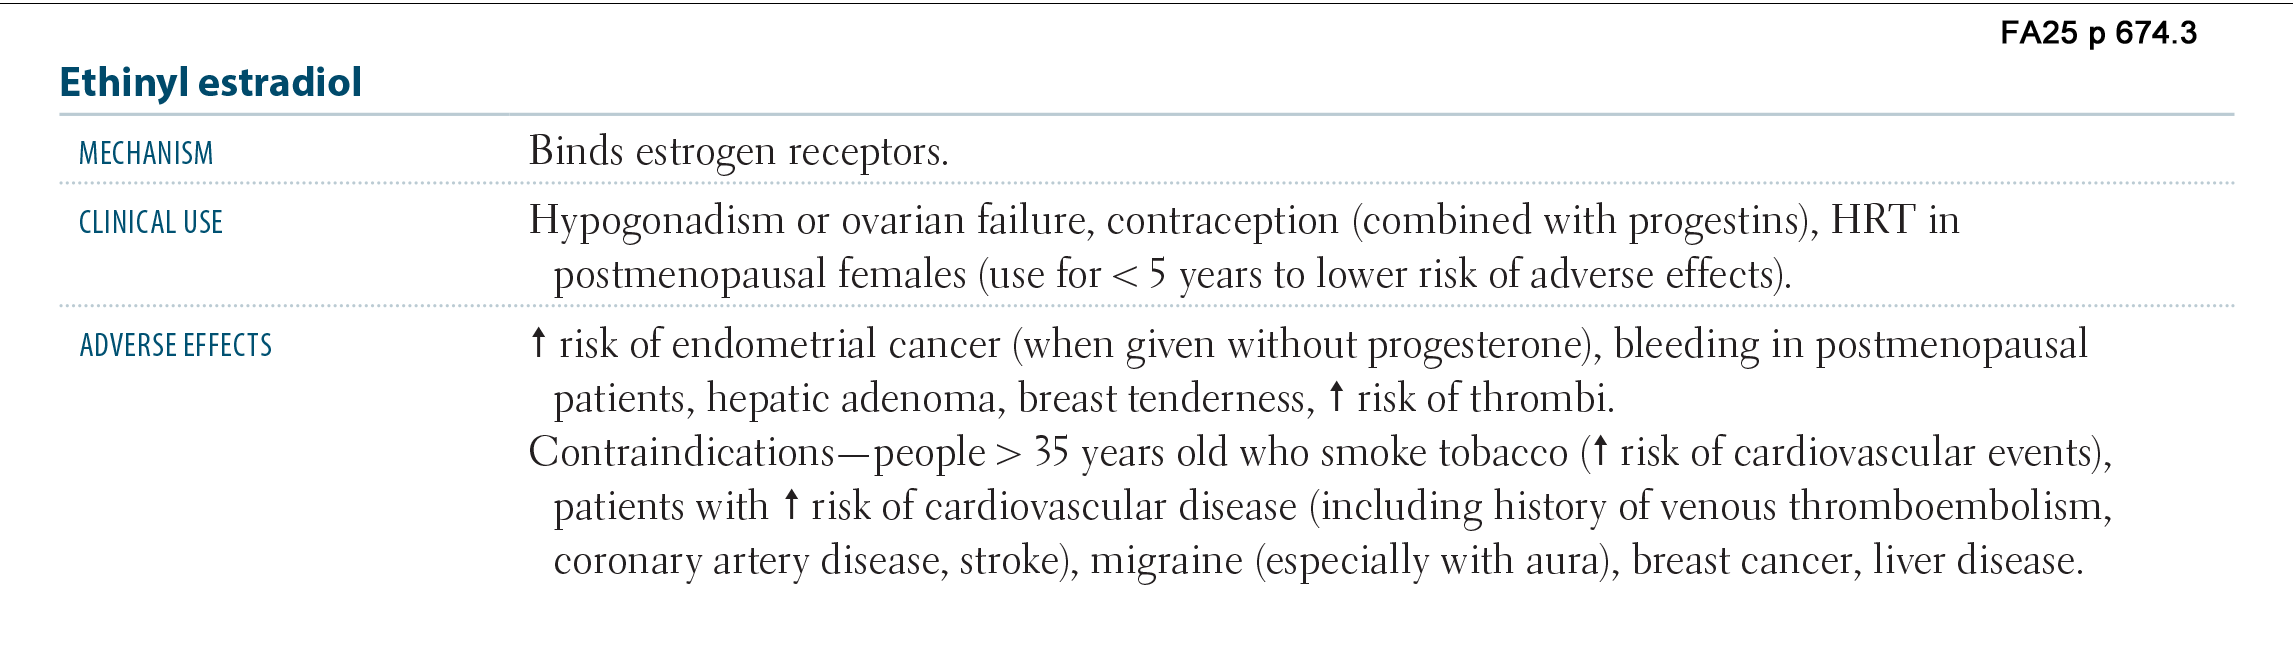 FA25 p 674.3
Ethinyl estradiol
MECHANISM Binds estrogen receptors.
CLINICAL USE Hypogonadism or ovarian failure, contraception (combined with progestins), HRT in
postmenopausal females (use for < 5 years to lower risk of adverse effects).
ADVERSE EFFECTS ↑ risk of endometrial cancer (when given without progesterone), bleeding in postmenopausal
patients, hepatic adenoma, breast tenderness, ↑ risk of thrombi.
Contraindications—people > 35 years old who smoke tobacco (↑ risk of cardiovascular events),
patients with ↑ risk of cardiovascular disease (including history of venous thromboembolism,
coronary artery disease, stroke), migraine (especially with aura), breast cancer, liver disease.